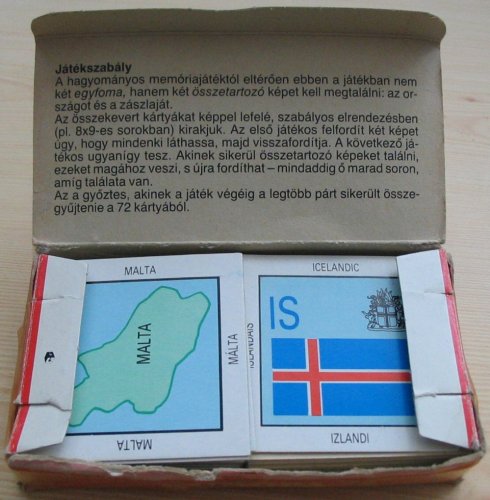 Játékszabály
A hagyományos memóriajátéktól eltérően ebben a játékban nem
két egyforma, hanem két összetartozó képet kell megtalálni: az or-
szágot és a zászlaját.
Az összekevert kártyákat képpel lefelé, szabályos elrendezésben
(pl. 8x9-es sorokban) kirakjuk. Az első játékos felfordít két képet
úgy, hogy mindenki láthassa, majd visszafordítja. A következő já-
tékos ugyanígy tesz. Akinek sikerül összetartozó képeket találni,
ezeket magához veszi, s újra fordíthat – mindaddig ő marad soron,
amíg találata van.
Az a győztes, akinek a játék végéig a legtöbb párt sikerült össze-
gyűjtenie a 72 kártyából.
MALTA
MALTA
MÁLTA
MALTA
ICELANDIC
ISLANDAIS
IS
IZLANDI